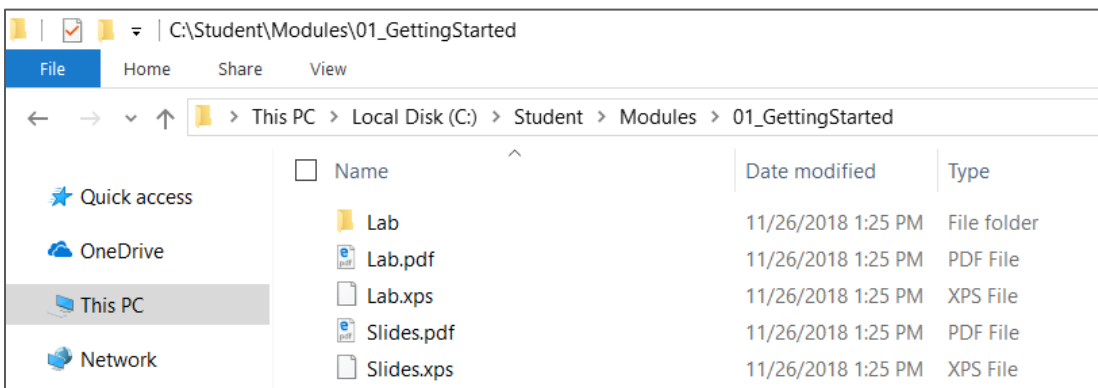 C:\Student\Modules\01_GettingStarted
File Home Share View
This PC > Local Disk (C:) > Student > Modules > 01_GettingStarted
Name Date modified Type
Quick access
OneDrive
This PC
Network
Lab 11/26/2018 1:25 PM File folder
Lab.pdf 11/26/2018 1:25 PM PDF File
Lab.xps 11/26/2018 1:25 PM XPS File
Slides.pdf 11/26/2018 1:25 PM PDF File
Slides.xps 11/26/2018 1:25 PM XPS File